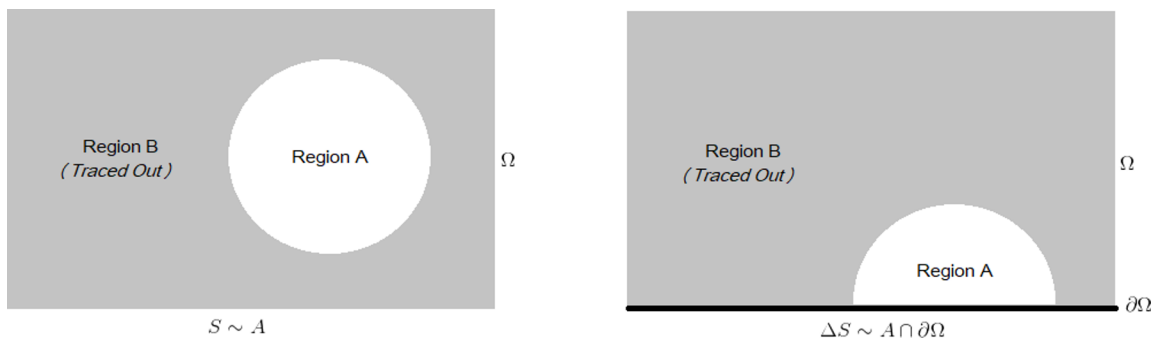 Region B
(Traced Out)
Region A
Ω
S ∼ A
Region B
(Traced Out)
Region A
Ω
∂Ω
ΔS ∼ A ∩ ∂Ω